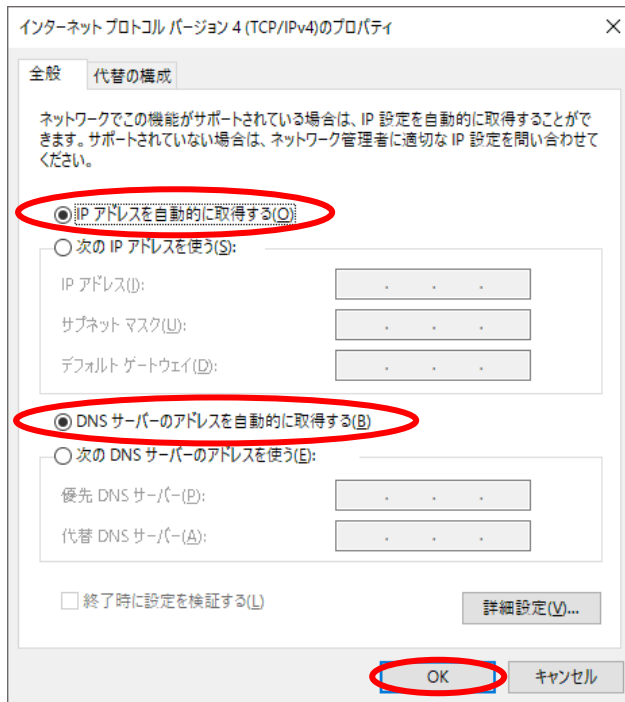 インターネット プロトコル バージョン 4 (TCP/IPv4)のプロパティ
全般
代替の構成
ネットワークでこの機能がサポートされている場合は、IP 設定を自動的に取得することがで
きます。サポートされていない場合は、ネットワーク管理者に適切な IP 設定を問い合わせて
ください。
IP アドレスを自動的に取得する(O)
次の IP アドレスを使う(S):
IP アドレス(I):
サブネット マスク(U):
デフォルト ゲートウェイ(D):
DNS サーバーのアドレスを自動的に取得する(B)
次の DNS サーバーのアドレスを使う(E):
優先 DNS サーバー(P):
代替 DNS サーバー(A):
終了時に設定を検証する(L)
詳細設定(V)...
OK
キャンセル